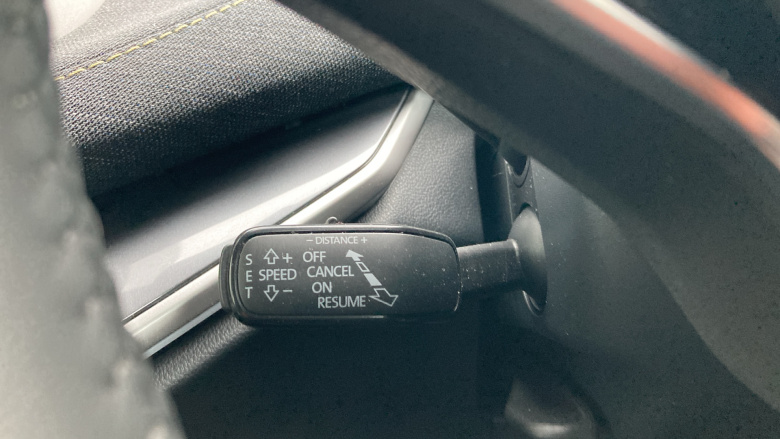 − DISTANCE +
S + OFF
E SPEED CANCEL
T − ON
RESUME